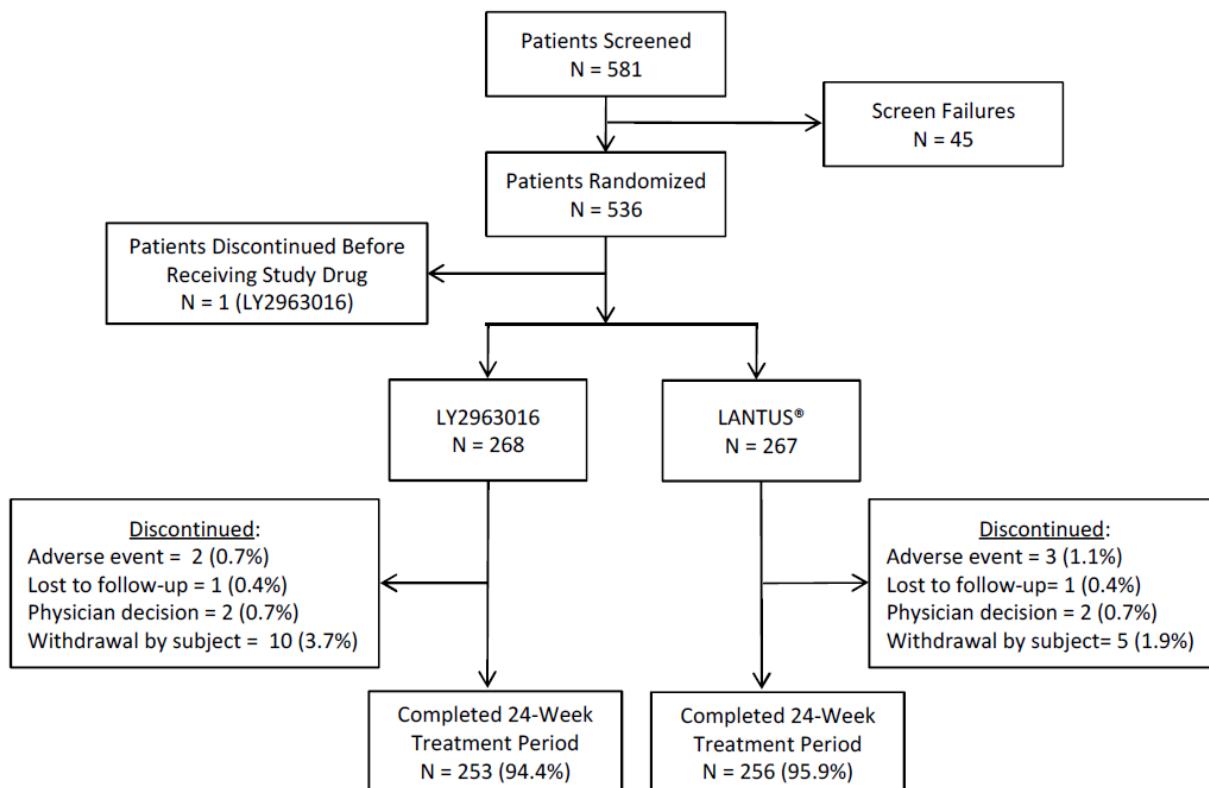 Patients Screened
N = 581
Screen Failures
N = 45
Patients Randomized
N = 536
Patients Discontinued Before
Receiving Study Drug
N = 1 (LY2963016)
LY2963016
N = 268
LANTUS®
N = 267
Discontinued:
Adverse event =  2 (0.7%)
Lost to follow-up = 1 (0.4%)
Physician decision = 2 (0.7%)
Withdrawal by subject =  10 (3.7%)
Discontinued:
Adverse event = 3 (1.1%)
Lost to follow-up= 1 (0.4%)
Physician decision = 2 (0.7%)
Withdrawal by subject= 5 (1.9%)
Completed 24-Week
Treatment Period
N = 253 (94.4%)
Completed 24-Week
Treatment Period
N = 256 (95.9%)